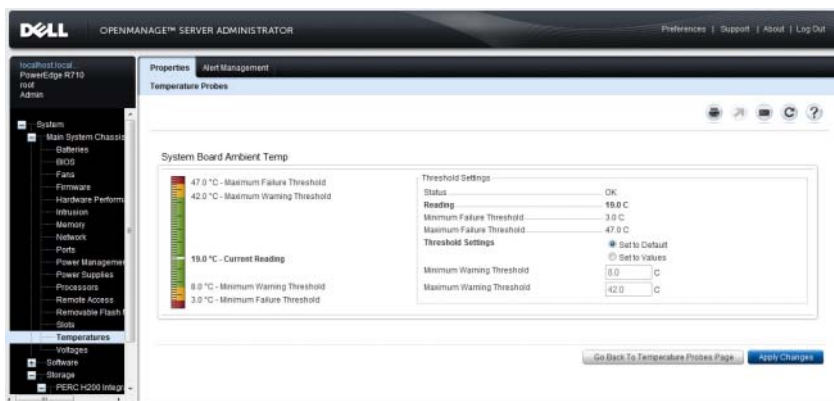 DELL
OPENMANAGE™ SERVER ADMINISTRATOR
Preferences | Support | About | Log Out
localhost.local...
PowerEdge R710
root
Admin
Properties
Alert Management
Temperature Probes
System
Main System Chassis
Batteries
BIOS
Fans
Firmware
Hardware Perform
Intrusion
Memory
Network
Ports
Power Managemen
Power Supplies
Processors
Remote Access
Removable Flash
Slots
Temperatures
Voltages
Software
Storage
PERC H200 Integr
System Board Ambient Temp
47.0 °C - Maximum Failure Threshold
42.0 °C - Maximum Warning Threshold
19.0 °C - Current Reading
8.0 °C - Minimum Warning Threshold
3.0 °C - Minimum Failure Threshold
Threshold Settings
Status OK
Reading 19.0 C
Minimum Failure Threshold 3.0 C
Maximum Failure Threshold 47.0 C
Threshold Settings Set to Default
Set to Values
Minimum Warning Threshold 8.0 C
Maximum Warning Threshold 42.0 C
Go Back To Temperature Probes Page
Apply Changes